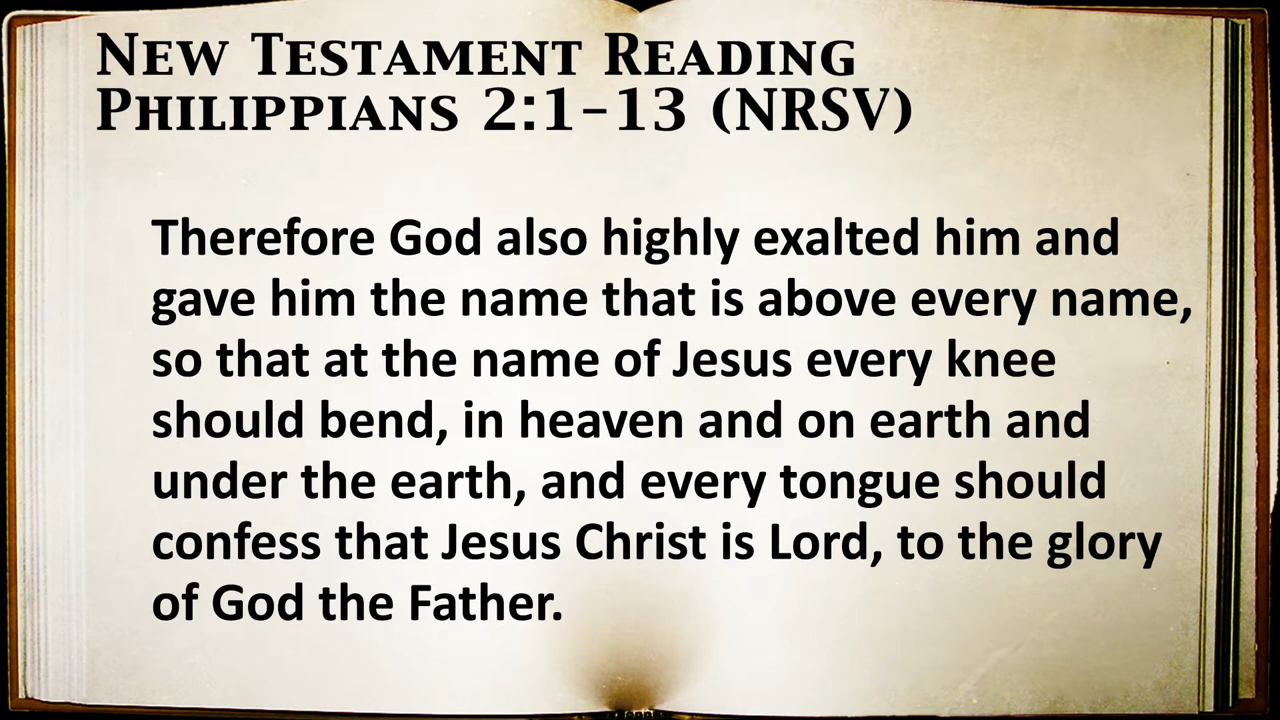 New Testament Reading
Philippians 2:1-13 (NRSV)
Therefore God also highly exalted him and
gave him the name that is above every name,
so that at the name of Jesus every knee
should bend, in heaven and on earth and
under the earth, and every tongue should
confess that Jesus Christ is Lord, to the glory
of God the Father.